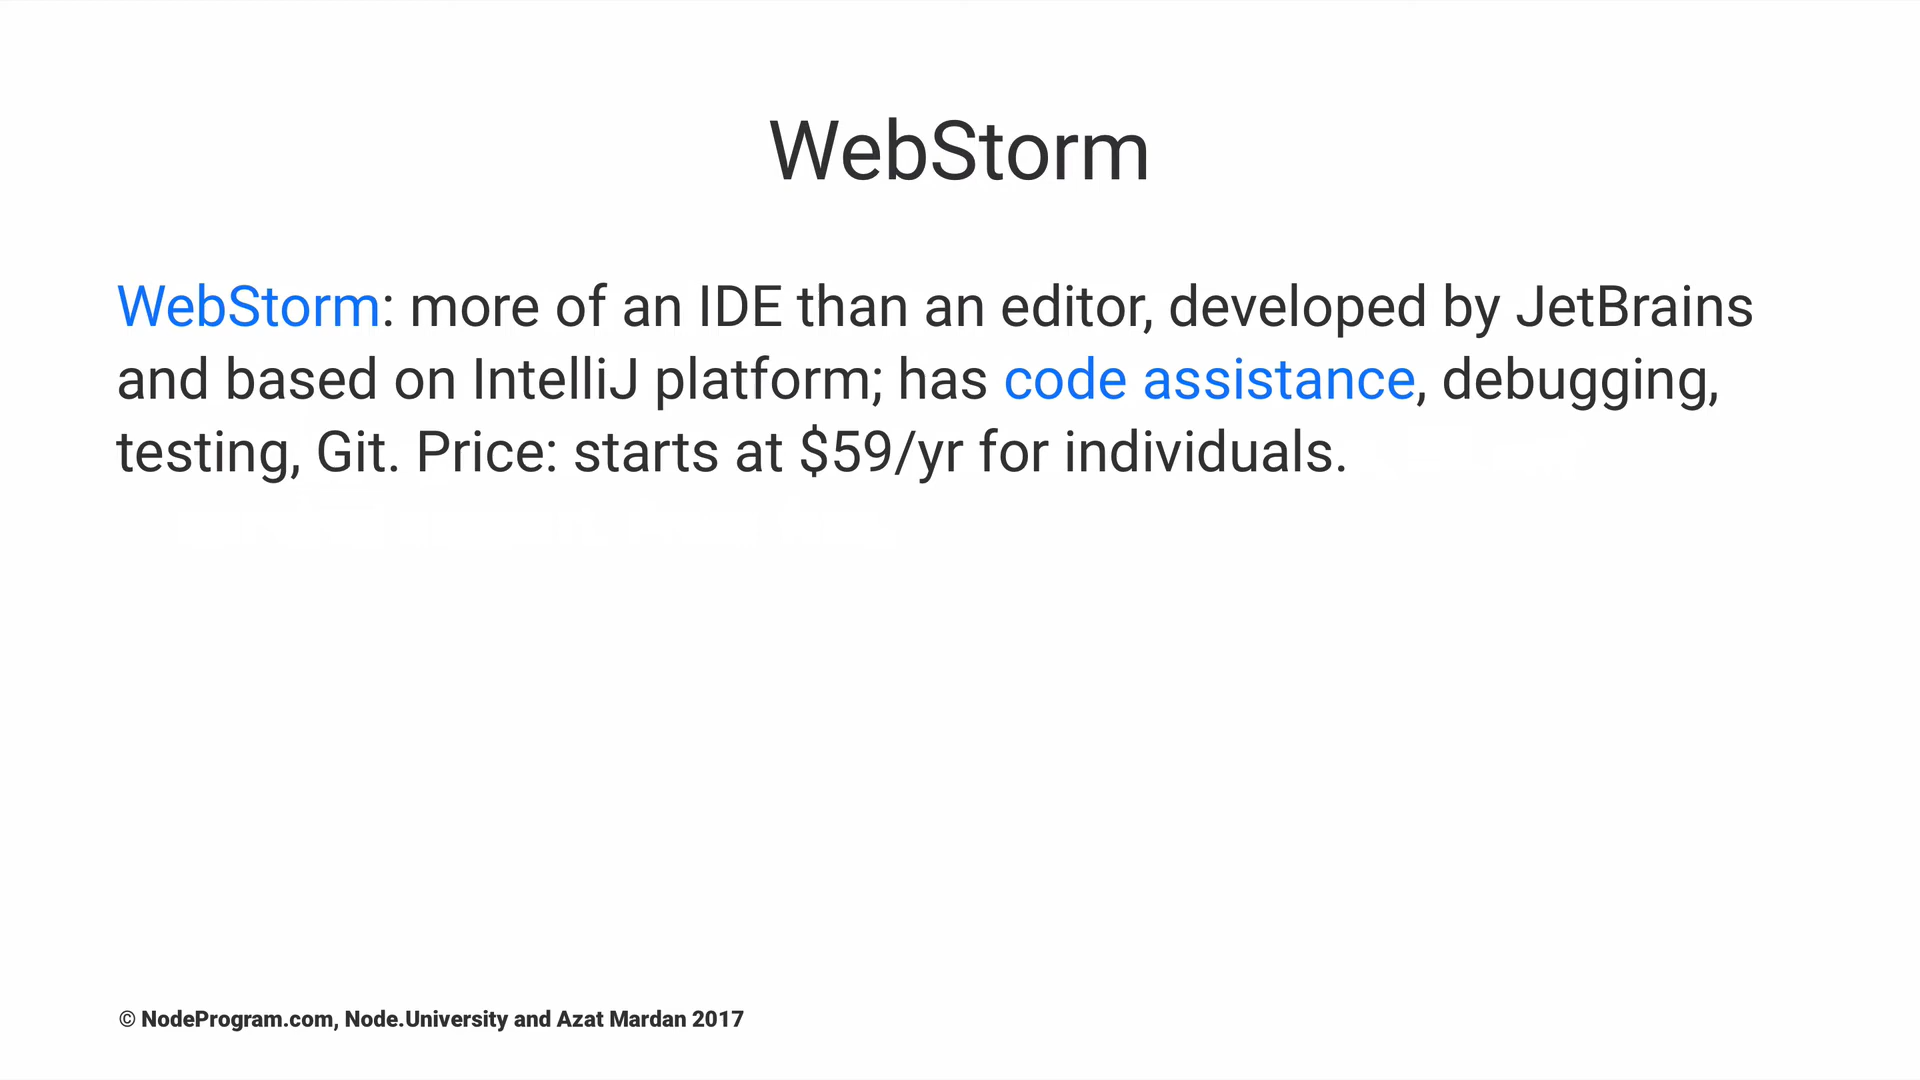 WebStorm
WebStorm: more of an IDE than an editor, developed by JetBrains
and based on IntelliJ platform; has code assistance, debugging,
testing, Git. Price: starts at $59/yr for individuals.
© NodeProgram.com, Node.University and Azat Mardan 2017